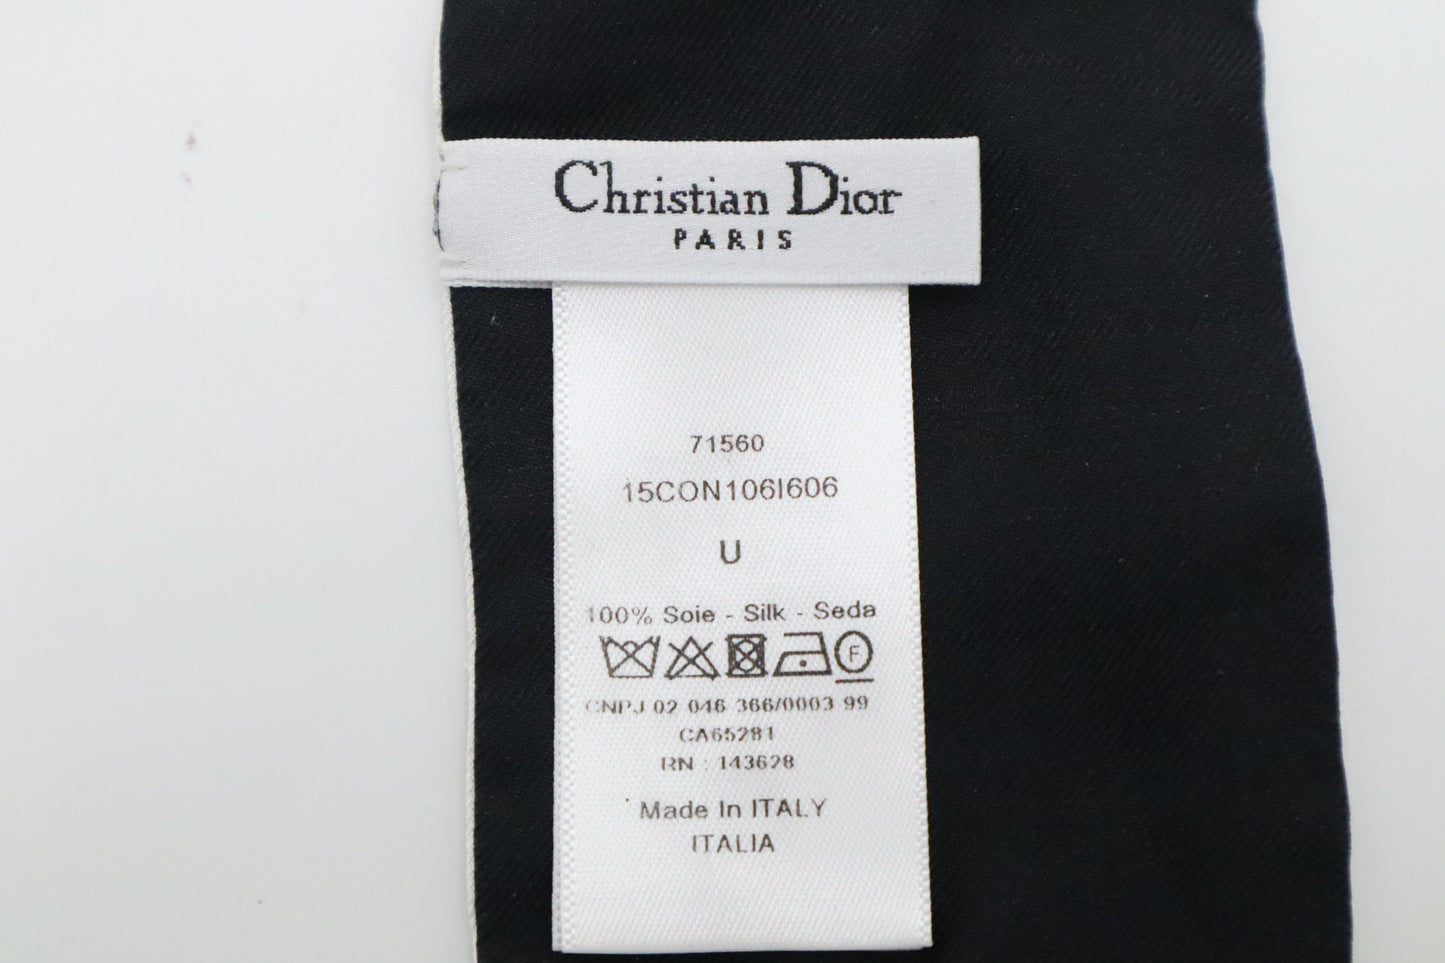 Christian Dior
PARIS
71560
15CON106I606
U
100% Soie - Silk - Seda
F
CNPJ 02 046 366/0003 99
CA65281
RN : 143628
Made In ITALY
ITALIA